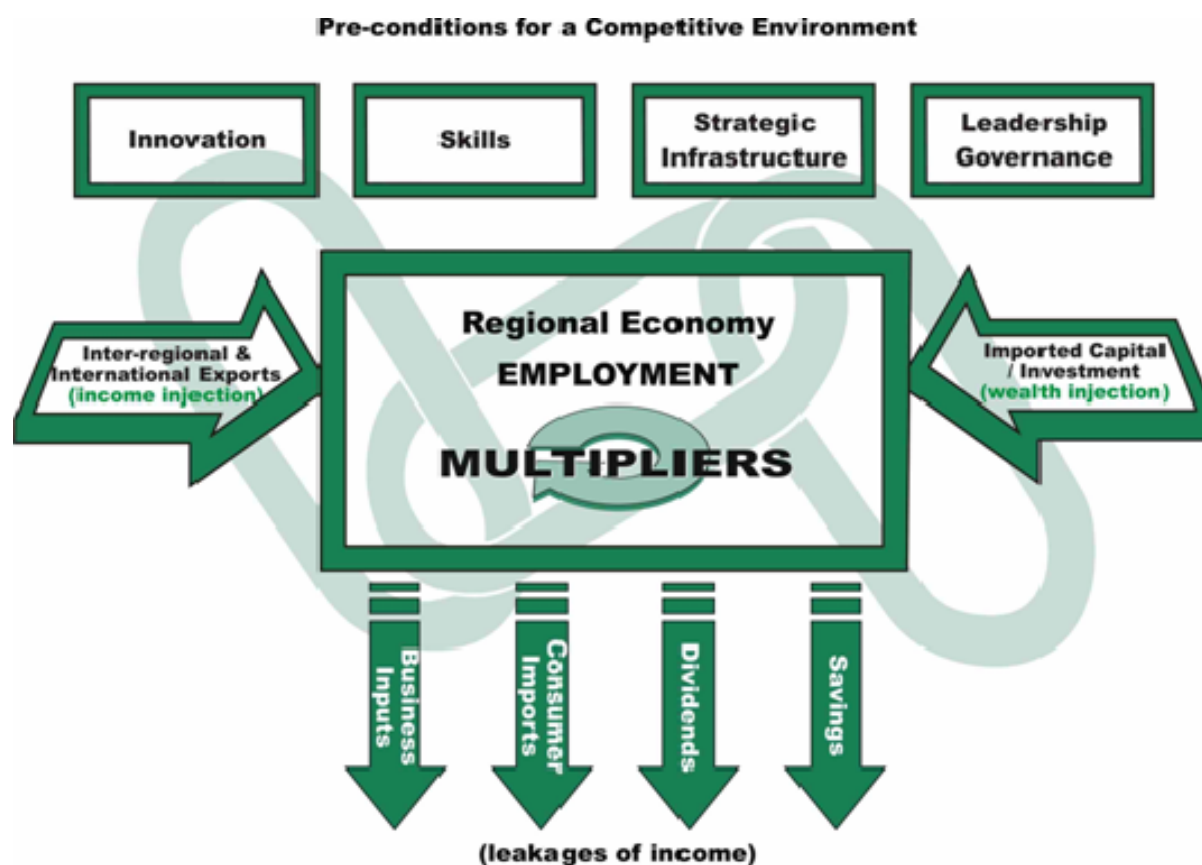 Pre-conditions for a Competitive Environment
Innovation
Skills
Strategic
Infrastructure
Leadership
Governance
Inter-regional &
International Exports
(income injection)
Regional Economy
EMPLOYMENT
MULTIPLIERS
Imported Capital
/ Investment
(wealth injection)
Business
Inputs
Consumer
Imports
Dividends
Savings
(leakages of income)